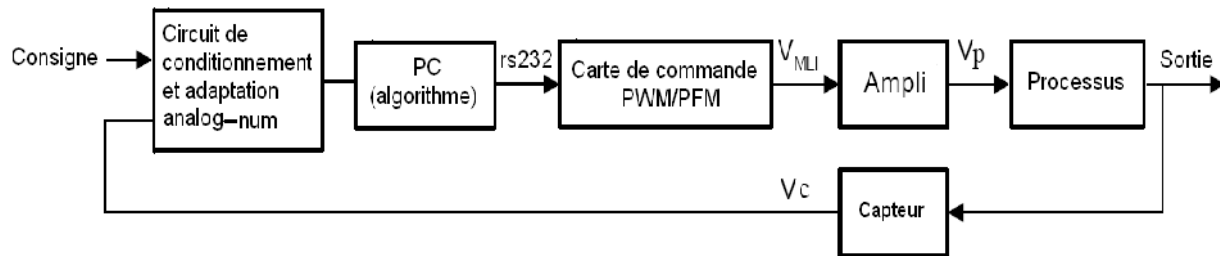 Consigne
Circuit de
conditionnement
et adaptation
analog-num
PC
(algorithme)
rs232
Carte de commande
PWM/PFM
VMLI
Ampli
Vp
Processus
Sortie
Vc
Capteur